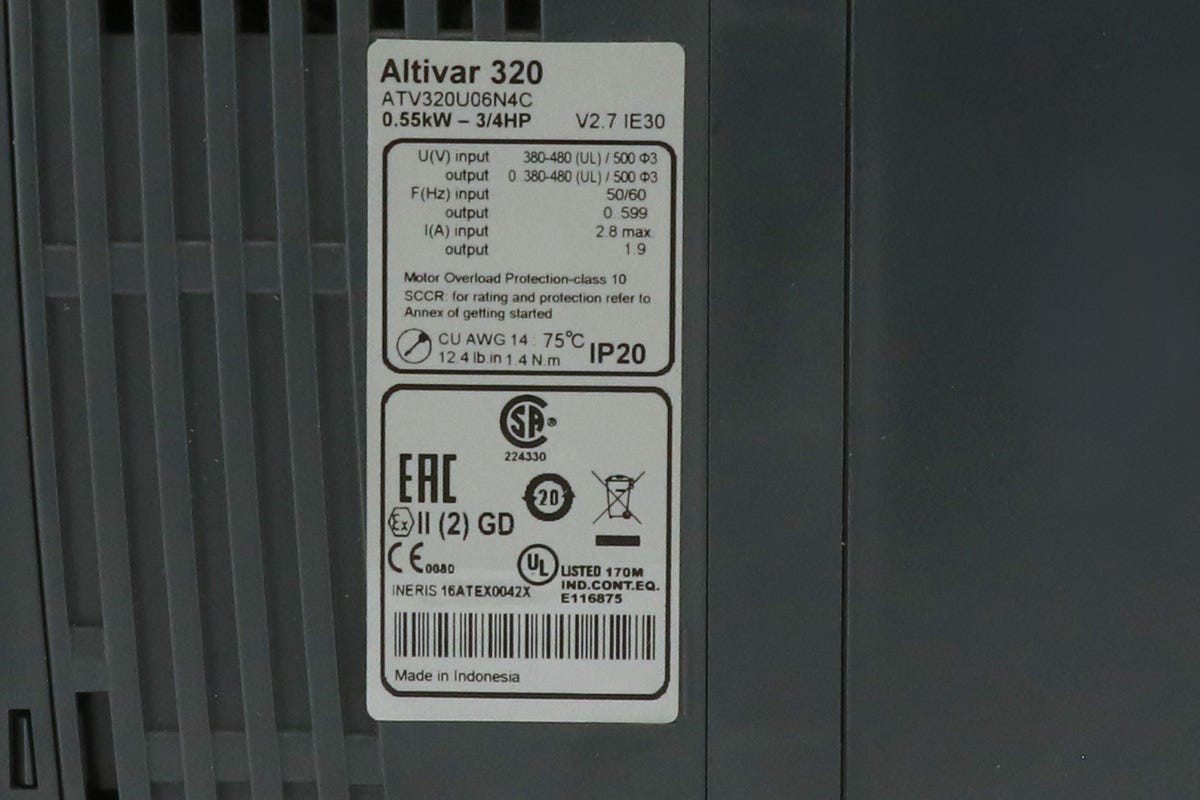 Altivar 320
ATV320U06N4C
0.55kW – 3/4HP V2.7 IE30
U(V) input 380-480 (UL) / 500 Φ3
output 0..380-480 (UL) / 500 Φ3
F(Hz) input 50/60
output 0..599
I(A) input 2.8 max.
output 1.9
Motor Overload Protection-class 10
SCCR: for rating and protection refer to
Annex of getting started
CU AWG 14 : 75°C
12.4 lb.in 1.4 N.m IP20
SA®
224330
EAC
20
Ex II (2) GD
CE 0080
UL LISTED 170M
IND.CONT.EQ.
E116875
INERIS 16ATEX0042X
Made in Indonesia